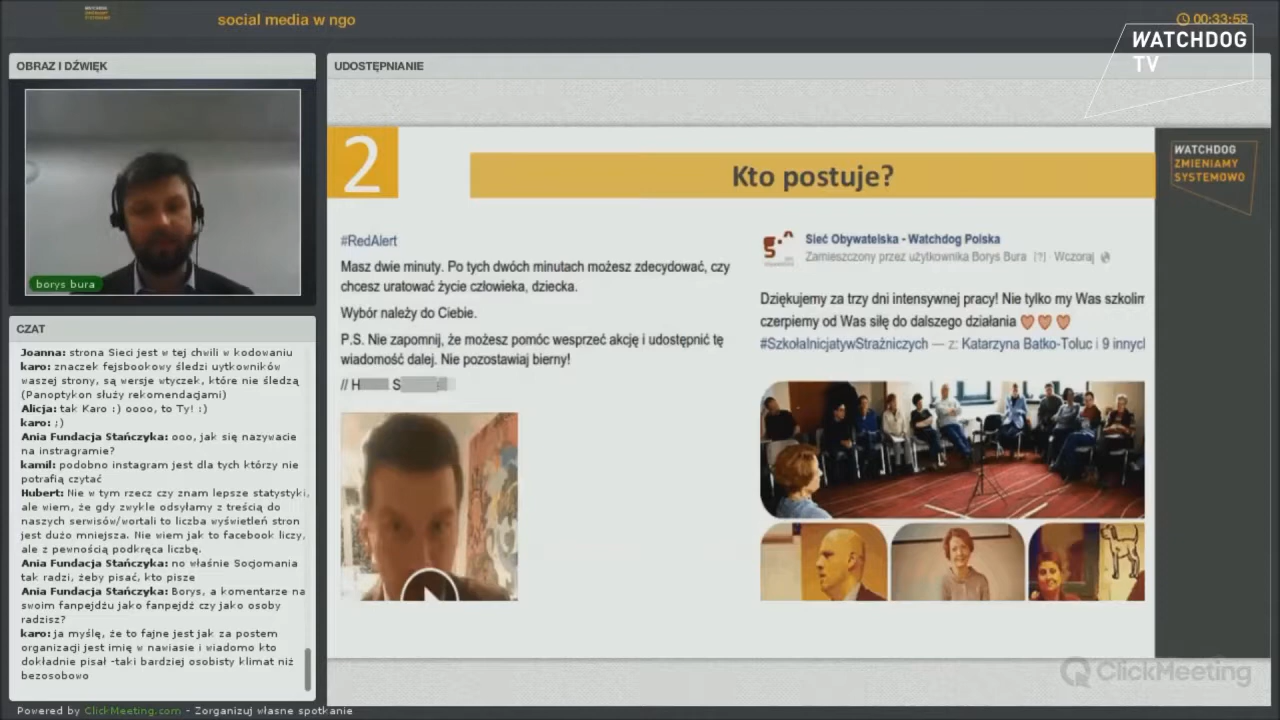 WATCHDOG
ZMIENIAMY
SYSTEMOWO
social media w ngo
00:33:58
WATCHDOG
TV
OBRAZ I DŹWIĘK
borys bura
CZAT
Joanna: strona Sieci jest w tej chwili w kodowaniu
karo: znaczek fejsbookowy śledzi uytkowników
waszej strony, są wersje wtyczek, które nie śledzą
(Panoptykon służy rekomendacjami)
Alicja: tak Karo :) oooo, to Ty! :)
karo: ;)
Ania Fundacja Stańczyka: ooo, jak się nazywacie
na instragramie?
kamil: podobno instagram jest dla tych którzy nie
potrafią czytać
Hubert: Nie w tym rzecz czy znam lepsze statystyki,
ale wiem, że gdy zwykle odsyłamy z treścią do
naszych serwisów/wortali to liczba wyświetleń stron
jest dużo mniejsza. Nie wiem jak to facebook liczy,
ale z pewnością podkręca liczbę.
Ania Fundacja Stańczyka: no właśnie Socjomania
tak radzi, żeby pisać, kto pisze
Ania Fundacja Stańczyka: Borys, a komentarze na
swoim fanpejdżu jako fanpejdź czy jako osoby
radzisz?
karo: ja myślę, że to fajne jest jak za postem
organizacji jest imię w nawiasie i wiadomo kto
dokładnie pisał -taki bardziej osobisty klimat niż
bezosobowo
Powered by ClickMeeting.com - Zorganizuj własne spotkanie
UDOSTĘPNIANIE
2
Kto postuje?
WATCHDOG
ZMIENIAMY
SYSTEMOWO
#RedAlert
Masz dwie minuty. Po tych dwóch minutach możesz zdecydować, czy
chcesz uratować życie człowieka, dziecka.
Wybór należy do Ciebie.
P.S. Nie zapomnij, że możesz pomóc wesprzeć akcję i udostępnić tę
wiadomość dalej. Nie pozostawiaj bierny!
// H S
Sieć Obywatelska - Watchdog Polska
Zamieszczony przez użytkownika Borys Bura [?] Wczoraj
Dziękujemy za trzy dni intensywnej pracy! Nie tylko my Was szkolim
czerpiemy od Was siłę do dalszego działania
#SzkołaInicjatywStrażniczych — z: Katarzyna Batko-Tołuc i 9 innych
ClickMeeting